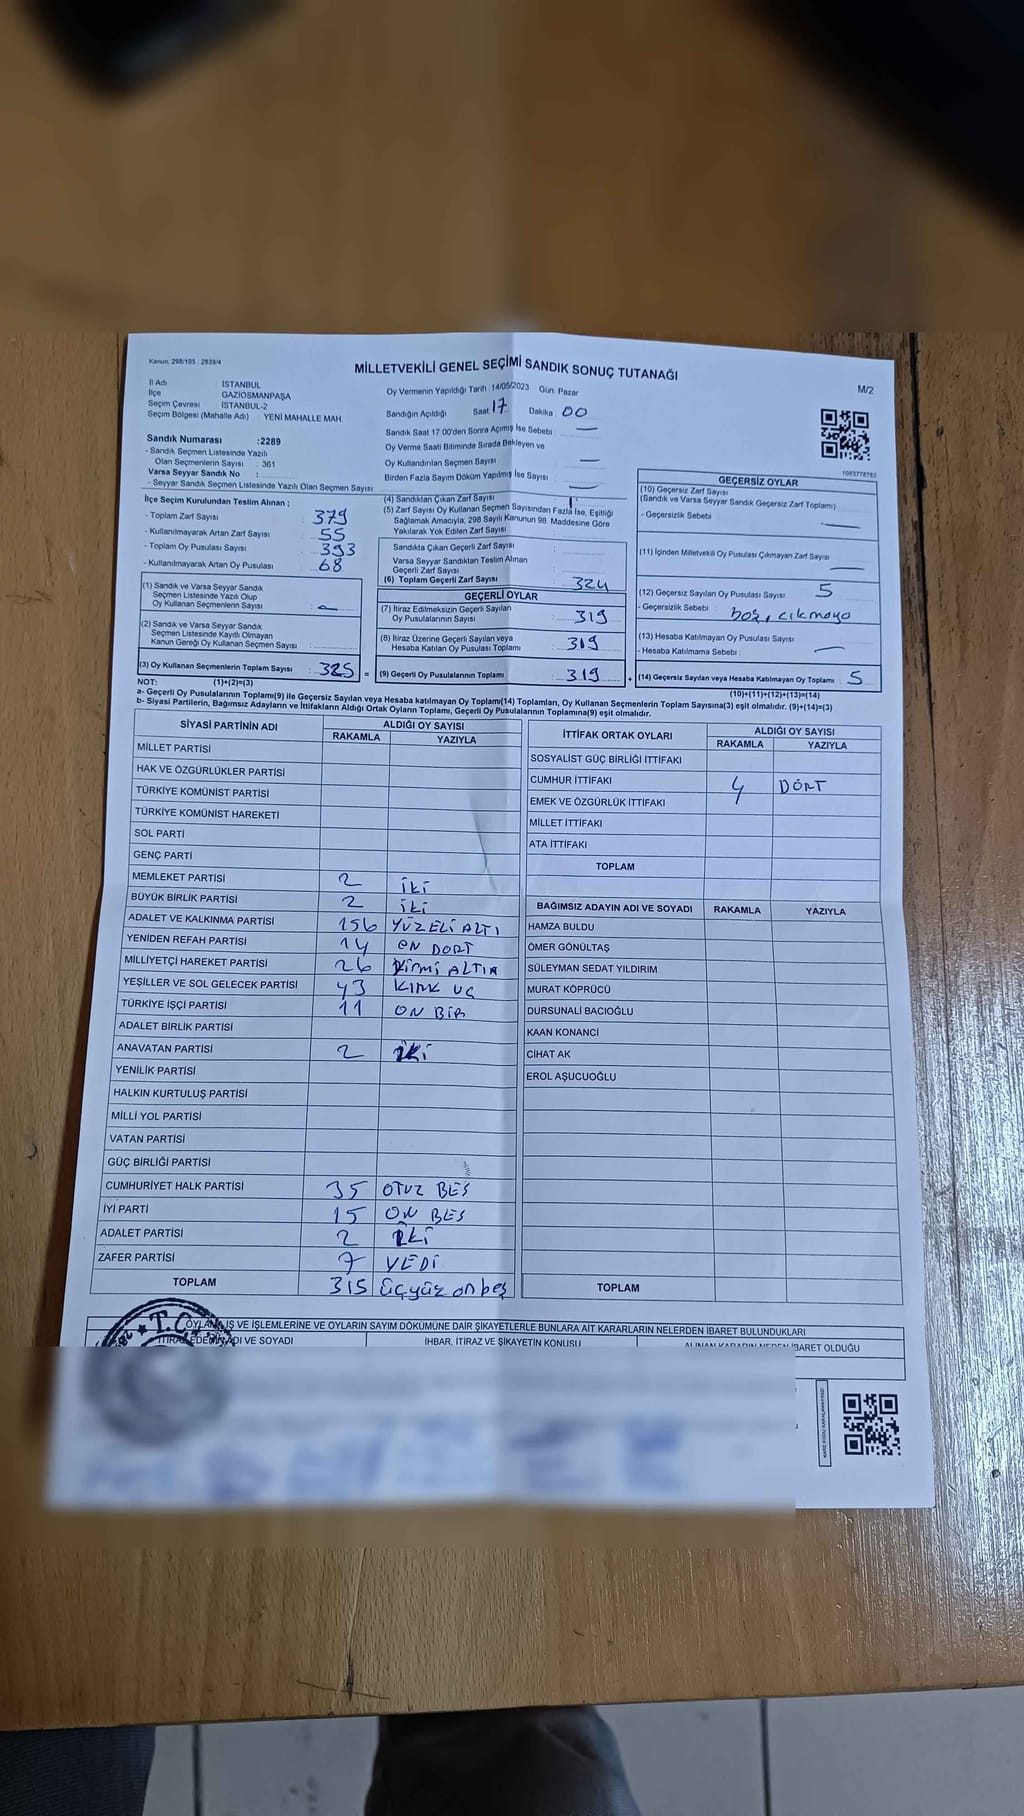 Kanun, 298/105 , 2839/4
MİLLETVEKİLİ GENEL SEÇİMİ SANDIK SONUÇ TUTANAĞI
M/2
İl Adı : İSTANBUL
İlçe : GAZİOSMANPAŞA
Seçim Çevresi : İSTANBUL-2
Seçim Bölgesi (Mahalle Adı) : YENİ MAHALLE MAH
Sandık Numarası :2289
- Sandık Seçmen Listesinde Yazılı
Olan Seçmenlerin Sayısı : 361
Varsa Seyyar Sandık No :
- Seyyar Sandık Seçmen Listesinde Yazılı Olan Seçmen Sayısı:
Oy Vermenin Yapıldığı Tarih : 14/05/2023 Gün: Pazar
Sandığın Açıldığı Saat : 17 Dakika : 00
Sandık Saat 17.00'den Sonra Açılmış İse Sebebi : —
Oy Verme Saati Bitiminde Sırada Bekleyen ve
Oy Kullandırılan Seçmen Sayısı —
Birden Fazla Sayım Döküm Yapılmış İse Sayısı —
1083778783
İlçe Seçim Kurulundan Teslim Alınan ;
- Toplam Zarf Sayısı : 379
- Kullanılmayarak Artan Zarf Sayısı : 55
- Toplam Oy Pusulası Sayısı : 393
- Kullanılmayarak Artan Oy Pusulası : 68
(1) Sandık ve Varsa Seyyar Sandık
Seçmen Listesinde Yazılı Olup
Oy Kullanan Seçmenlerin Sayısı :
(2) Sandık ve Varsa Seyyar Sandık
Seçmen Listesinde Kayıtlı Olmayan
Kanun Gereği Oy Kullanan Seçmen Sayısı :
(3) Oy Kullanan Seçmenlerin Toplam Sayısı : 325
(4) Sandıktan Çıkan Zarf Sayısı
(5) Zarf Sayısı Oy Kullanan Seçmen Sayısından Fazla İse, Eşitliği
Sağlamak Amacıyla; 298 Sayılı Kanunun 98. Maddesine Göre
Yakılarak Yok Edilen Zarf Sayısı :
Sandıkta Çıkan Geçerli Zarf Sayısı :
Varsa Seyyar Sandıktan Teslim Alınan
Geçerli Zarf Sayısı :
(6) Toplam Geçerli Zarf Sayısı : 324
GEÇERLİ OYLAR
(7) İtiraz Edilmeksizin Geçerli Sayılan
Oy Pusulalarının Sayısı : 319
(8) İtiraz Üzerine Geçerli Sayılan veya
Hesaba Katılan Oy Pusulası Toplamı : 319
= (9) Geçerli Oy Pusulalarının Toplamı : 319
GEÇERSİZ OYLAR
(10) Geçersiz Zarf Sayısı
(Sandık ve Varsa Seyyar Sandık Geçersiz Zarf Toplamı)
- Geçersizlik Sebebi : —
(11) İçinden Milletvekili Oy Pusulası Çıkmayan Zarf Sayısı
—
(12) Geçersiz Sayılan Oy Pusulası Sayısı : 5
- Geçersizlik Sebebi : boş, çıkmaya
(13) Hesaba Katılmayan Oy Pusulası Sayısı :
- Hesaba Katılmama Sebebi : —
+ (14) Geçersiz Sayılan veya Hesaba Katılmayan Oy Toplamı : 5
NOT: (1)+(2)=(3)
(10)+(11)+(12)+(13)=(14)
a- Geçerli Oy Pusulalarının Toplamı(9) ile Geçersiz Sayılan veya Hesaba katılmayan Oy Toplamı(14) Toplamları, Oy Kullanan Seçmenlerin Toplam Sayısına(3) eşit olmalıdır. (9)+(14)=(3)
b- Siyasi Partilerin, Bağımsız Adayların ve İttifakların Aldığı Ortak Oyların Toplamı, Geçerli Oy Pusulalarının Toplamına(9) eşit olmalıdır.
SİYASİ PARTİNİN ADI ALDIĞI OY SAYISI
RAKAMLA YAZIYLA
MİLLET PARTİSİ
HAK VE ÖZGÜRLÜKLER PARTİSİ
TÜRKİYE KOMÜNİST PARTİSİ
TÜRKİYE KOMÜNİST HAREKETİ
SOL PARTİ
GENÇ PARTİ
MEMLEKET PARTİSİ 2 İKİ
BÜYÜK BİRLİK PARTİSİ 2 İKİ
ADALET VE KALKINMA PARTİSİ 156 YÜZELİ ALTI
YENİDEN REFAH PARTİSİ 14 ON DÖRT
MİLLİYETÇİ HAREKET PARTİSİ 26 YİRMİ ALTIR
YEŞİLLER VE SOL GELECEK PARTİSİ 43 KIRK ÜÇ
TÜRKİYE İŞÇİ PARTİSİ 11 ON BİR
ADALET BİRLİK PARTİSİ
ANAVATAN PARTİSİ 2 İKİ
YENİLİK PARTİSİ
HALKIN KURTULUŞ PARTİSİ
MİLLİ YOL PARTİSİ
VATAN PARTİSİ
GÜÇ BİRLİĞİ PARTİSİ
CUMHURİYET HALK PARTİSİ 35 OTUZ BEŞ
İYİ PARTİ 15 ON BEŞ
ADALET PARTİSİ 2 İKİ
ZAFER PARTİSİ 7 YEDİ
TOPLAM 315 üçyüz on beş
İTTİFAK ORTAK OYLARI ALDIĞI OY SAYISI
RAKAMLA YAZIYLA
SOSYALİST GÜÇ BİRLİĞİ İTTİFAKI
CUMHUR İTTİFAKI 4 DÖRT
EMEK VE ÖZGÜRLÜK İTTİFAKI
MİLLET İTTİFAKI
ATA İTTİFAKI
TOPLAM
BAĞIMSIZ ADAYIN ADI VE SOYADI RAKAMLA YAZIYLA
HAMZA BULDU
ÖMER GÖNÜLTAŞ
SÜLEYMAN SEDAT YILDIRIM
MURAT KÖPRÜCÜ
DURSUNALİ BACIOĞLU
KAAN KONANCİ
CİHAT AK
EROL AŞUCUOĞLU
TOPLAM
OYLAMA İŞ VE İŞLEMLERİNE VE OYLARIN SAYIM DÖKÜMÜNE DAİR ŞİKAYETLERLE BUNLARA AİT KARARLARIN NELERDEN İBARET BULUNDUKLARI
İTİRAZ EDENİN ADI VE SOYADI İHBAR, İTİRAZ VE ŞİKAYETİN KONUSU ALINAN KARARIN NEDEN İBARET OLDUĞU
T.C.